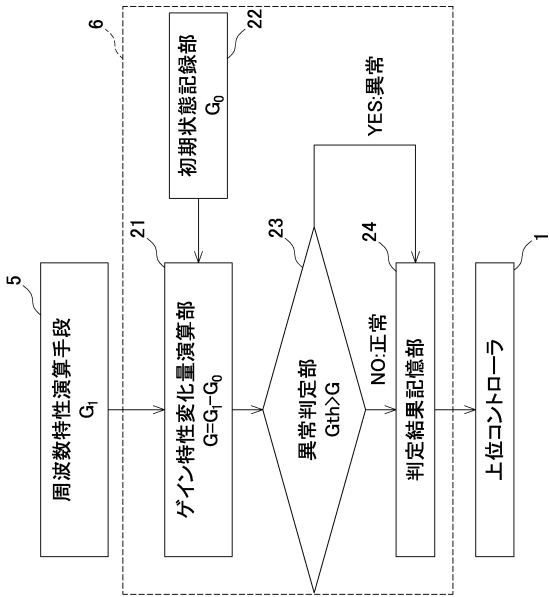 5
周波数特性演算手段
G1
6
22
初期状態記録部
G0
21
ゲイン特性変化量演算部
G=G1-G0
23
異常判定部
Gth>G
YES:異常
NO:正常
24
判定結果記憶部
1
上位コントローラ